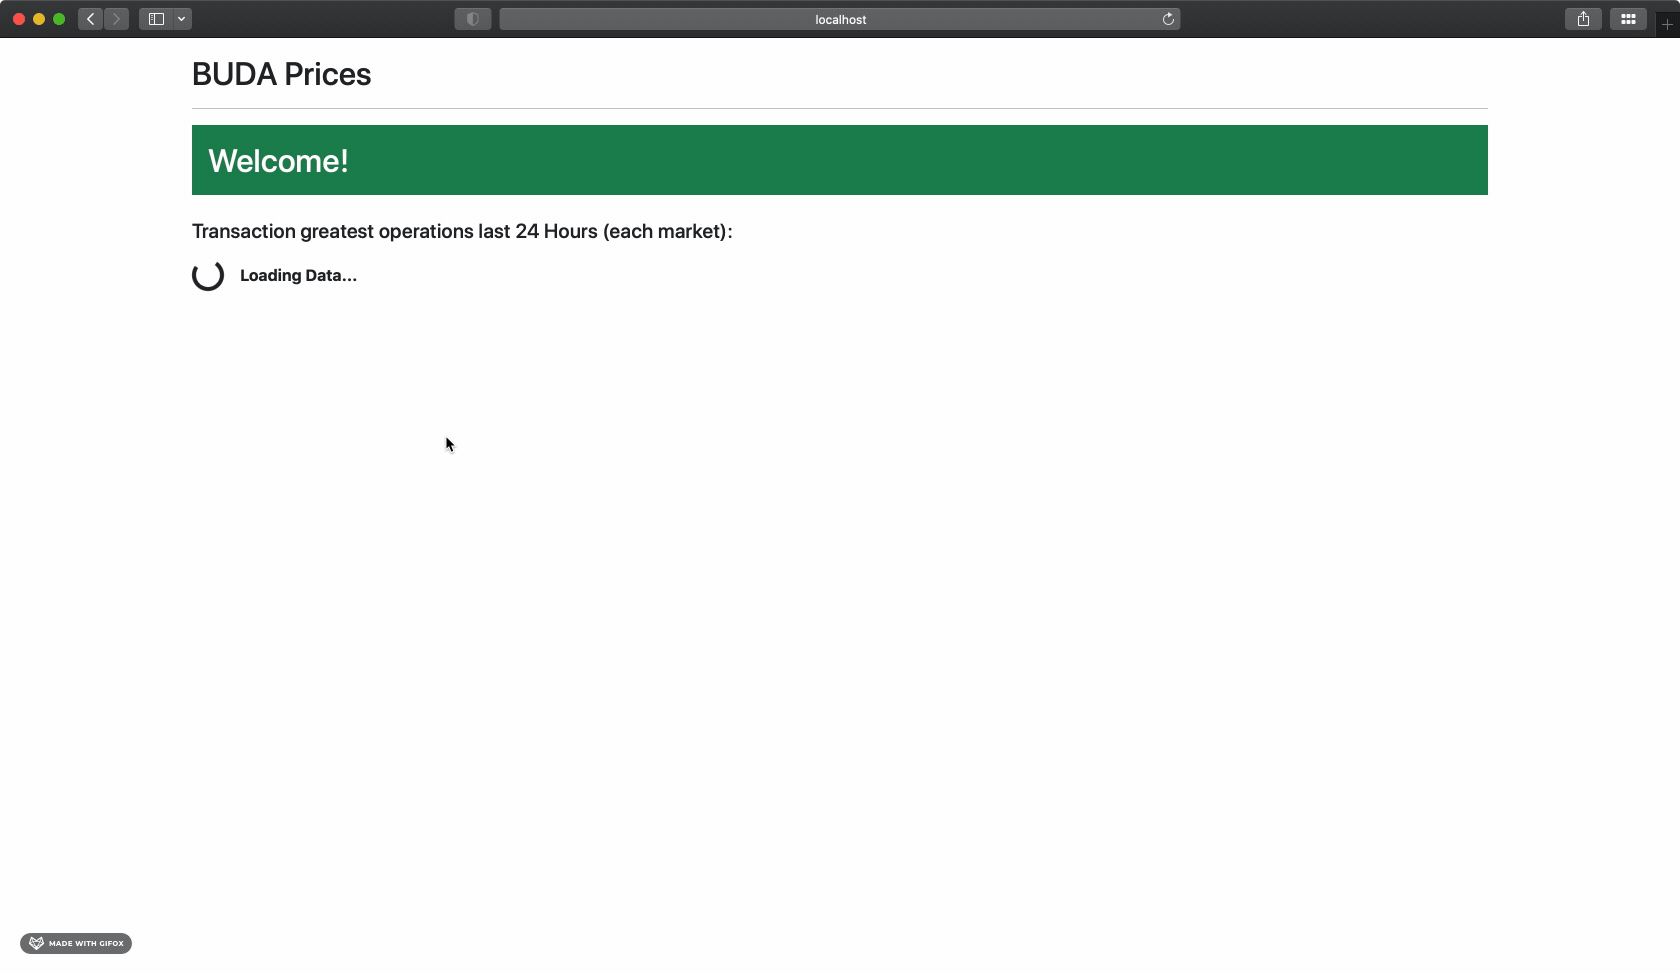 localhost
BUDA Prices
Welcome!
Transaction greatest operations last 24 Hours (each market):
Loading Data...
MADE WITH GIFOX